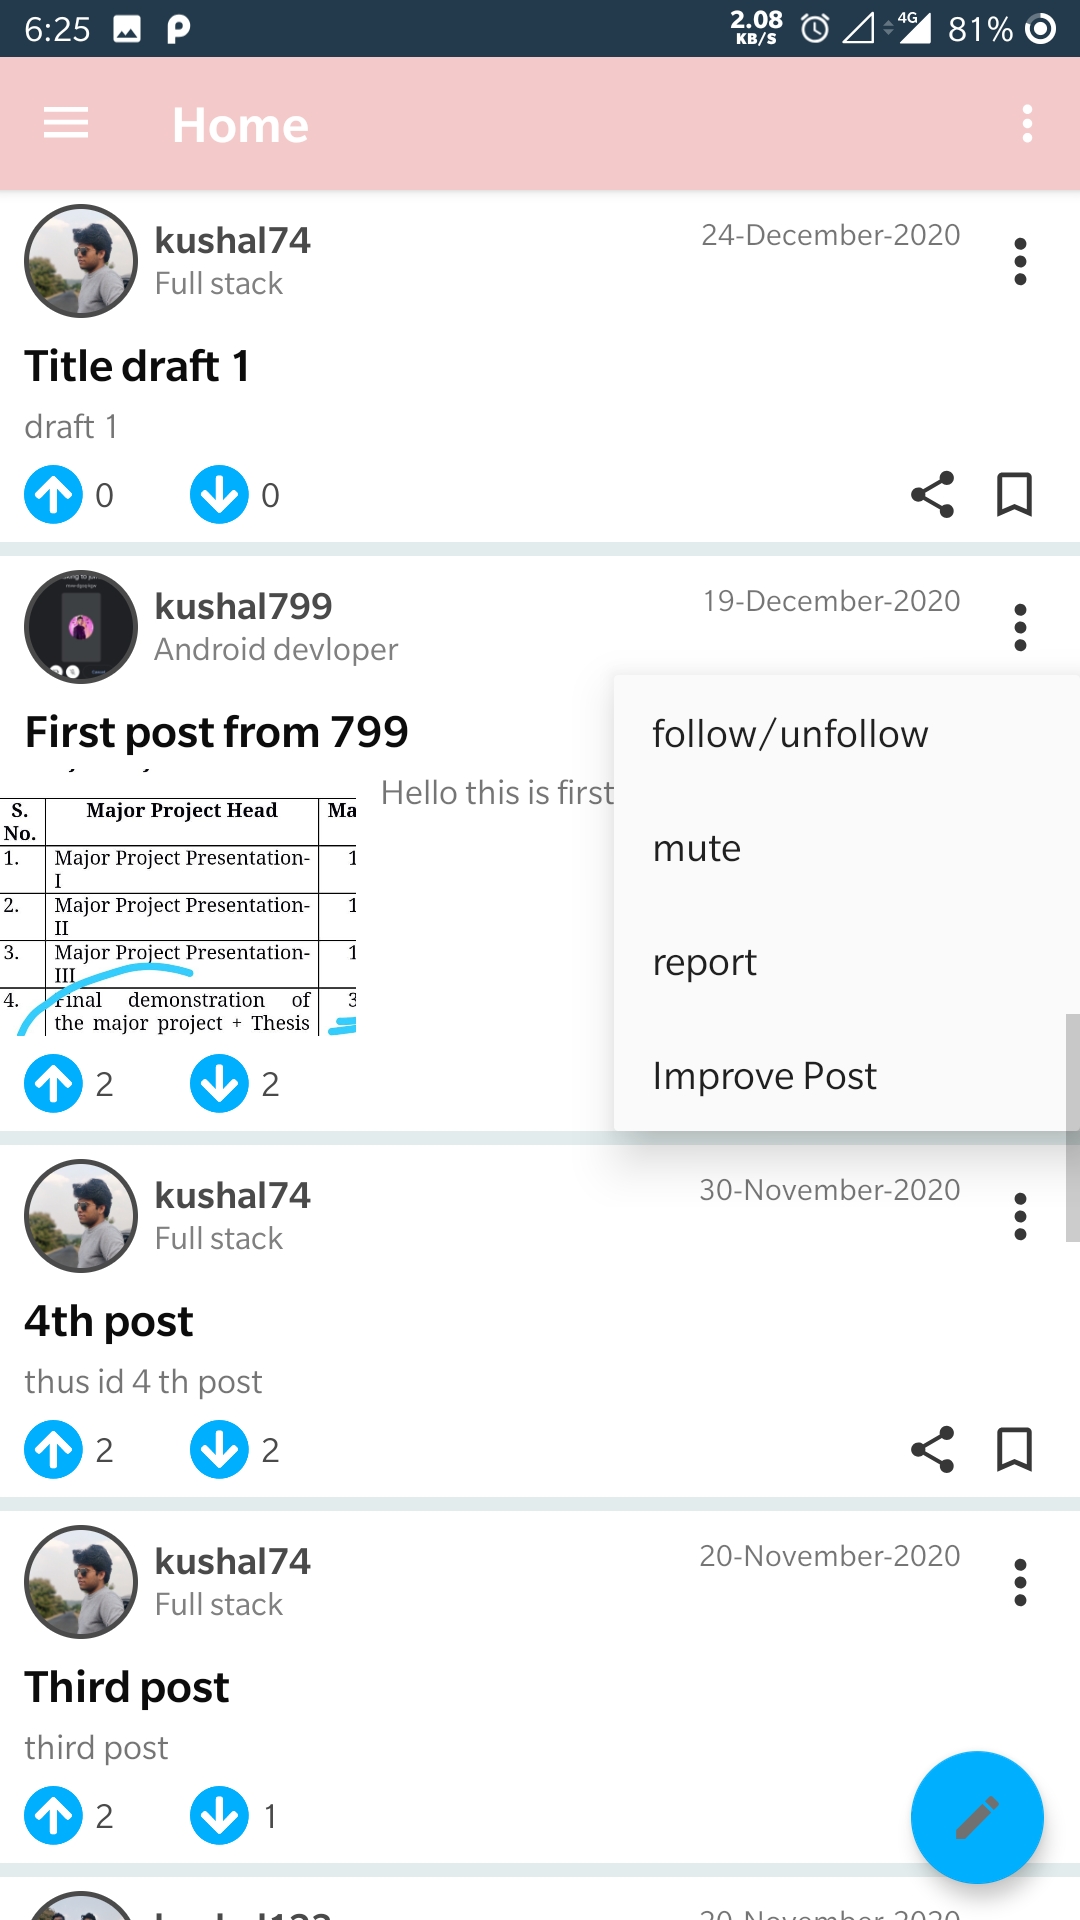 6:25 2.08 KB/S 4G 81%
Home
kushal74 24-December-2020
Full stack
Title draft 1
draft 1
0 0
kushal799 19-December-2020
Android devloper
First post from 799
Hello this is first
S. No. Major Project Head Ma
1. Major Project Presentation-I 1
2. Major Project Presentation-II 1
3. Major Project Presentation-III 1
4. Final demonstration of the major project + Thesis 3
follow/unfollow
mute
report
Improve Post
2 2
kushal74 30-November-2020
Full stack
4th post
thus id 4 th post
2 2
kushal74 20-November-2020
Full stack
Third post
third post
2 1